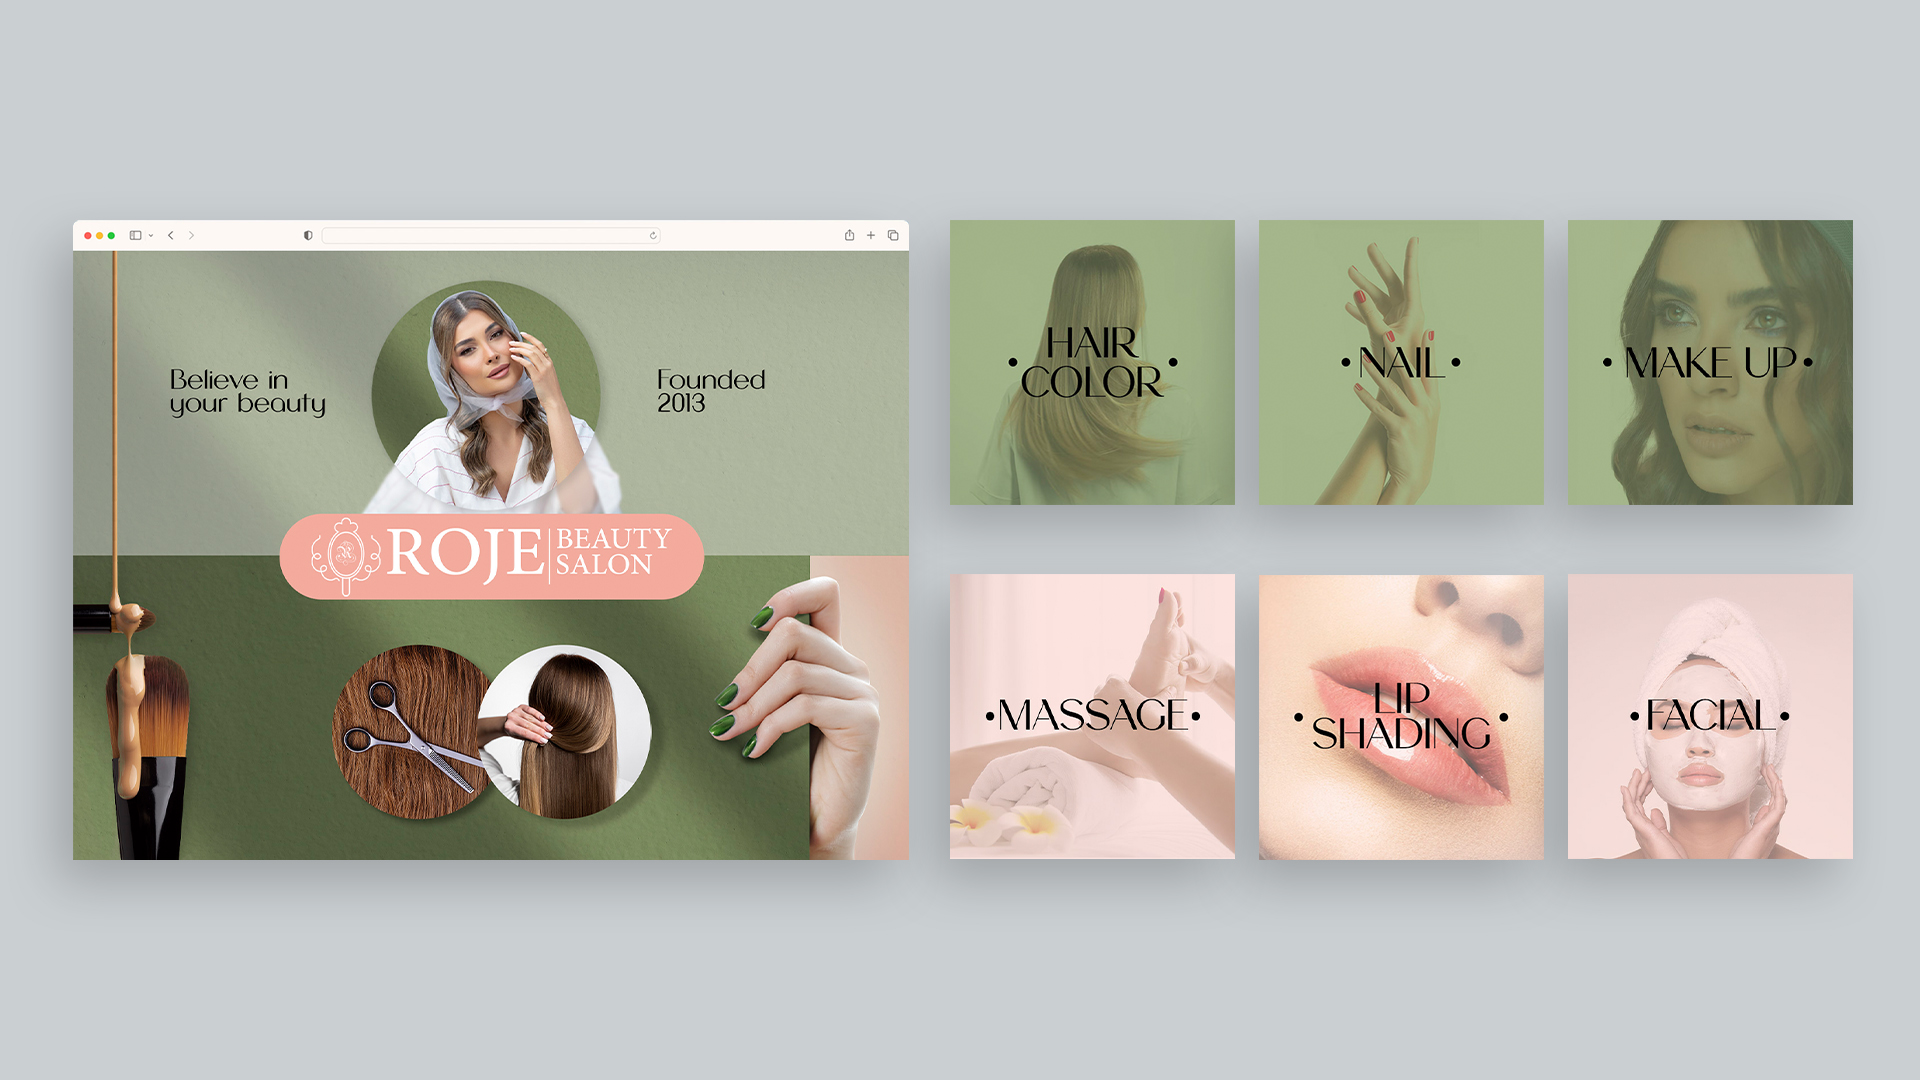 Believe in
your beauty
Founded
2013
ROJE
BEAUTY
SALON
HAIR
COLOR
NAIL
MAKE UP
MASSAGE
LIP
SHADING
FACIAL